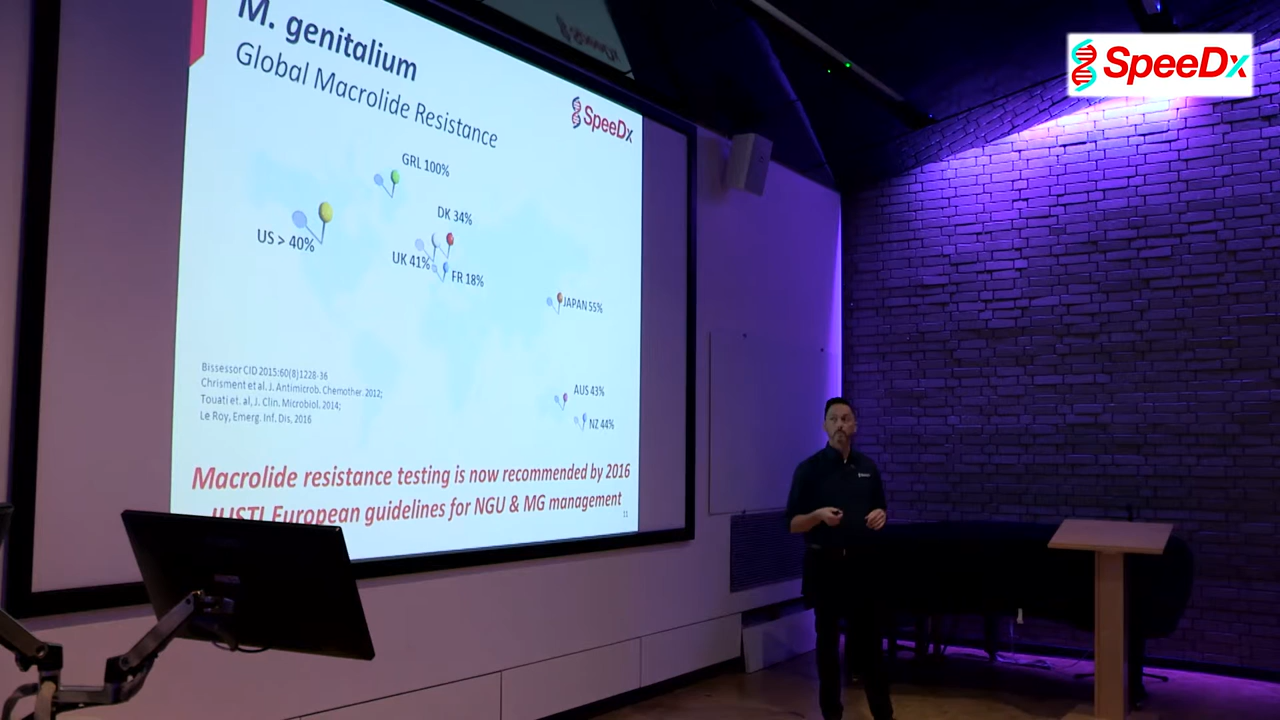 M. genitalium
Global Macrolide Resistance
SpeeDx
SpeeDx
GRL 100%
DK 34%
US > 40%
UK 41%
FR 18%
JAPAN 55%
AUS 43%
NZ 44%
Bissessor CID 2015:60(8)1228-36
Chrisment et al. J. Antimicrob. Chemother. 2012;
Touati et. al, J. Clin. Microbiol. 2014;
Le Roy, Emerg. Inf. Dis, 2016
Macrolide resistance testing is now recommended by 2016
IUSTI European guidelines for NGU & MG management
11